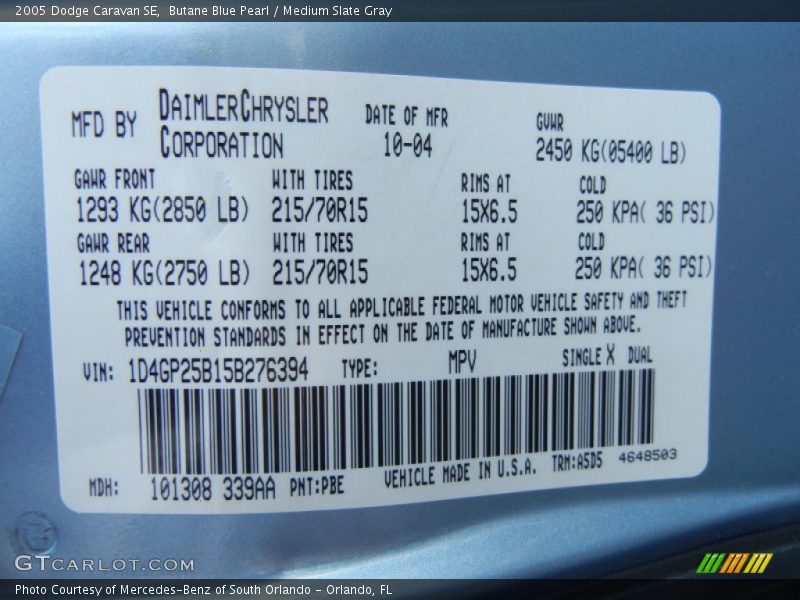 2005 Dodge Caravan SE,  Butane Blue Pearl / Medium Slate Gray
MFD BY DAIMLERCHRYSLER CORPORATION DATE OF MFR 10-04 GVWR 2450 KG(05400 LB)
GAWR FRONT WITH TIRES RIMS AT COLD
1293 KG(2850 LB) 215/70R15 15X6.5 250 KPA( 36 PSI)
GAWR REAR WITH TIRES RIMS AT COLD
1248 KG(2750 LB) 215/70R15 15X6.5 250 KPA( 36 PSI)
THIS VEHICLE CONFORMS TO ALL APPLICABLE FEDERAL MOTOR VEHICLE SAFETY AND THEFT
PREVENTION STANDARDS IN EFFECT ON THE DATE OF MANUFACTURE SHOWN ABOVE.
VIN: 1D4GP25B15B276394 TYPE: MPV SINGLE X DUAL
MDH: 101308 339AA PNT:PBE VEHICLE MADE IN U.S.A. TRM:ASD5 4648503
GTCARLOT.COM
Photo Courtesy of Mercedes-Benz of South Orlando - Orlando, FL